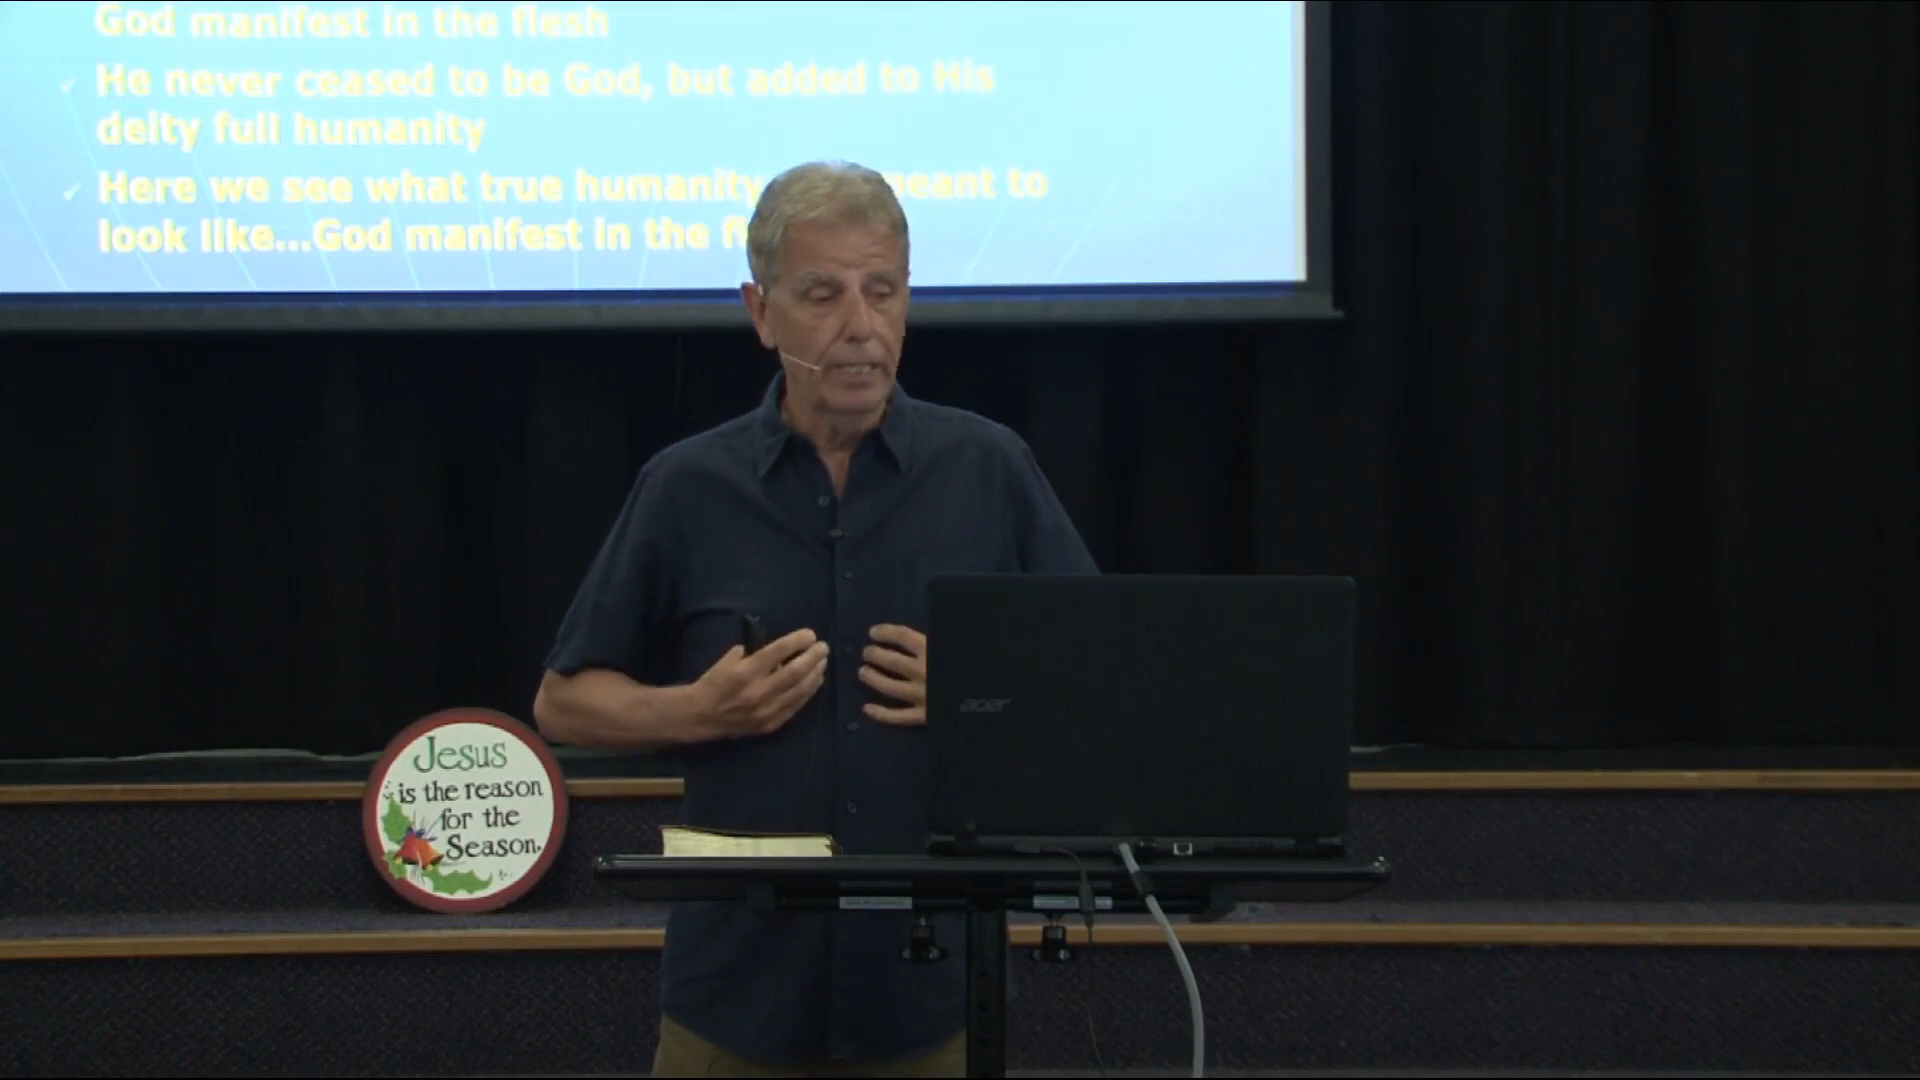 God manifest in the flesh
He never ceased to be God, but added to His
deity full humanity
Here we see what true humanity to
look like...God manifest in the
acer
Jesus
is the reason
for the
Season.